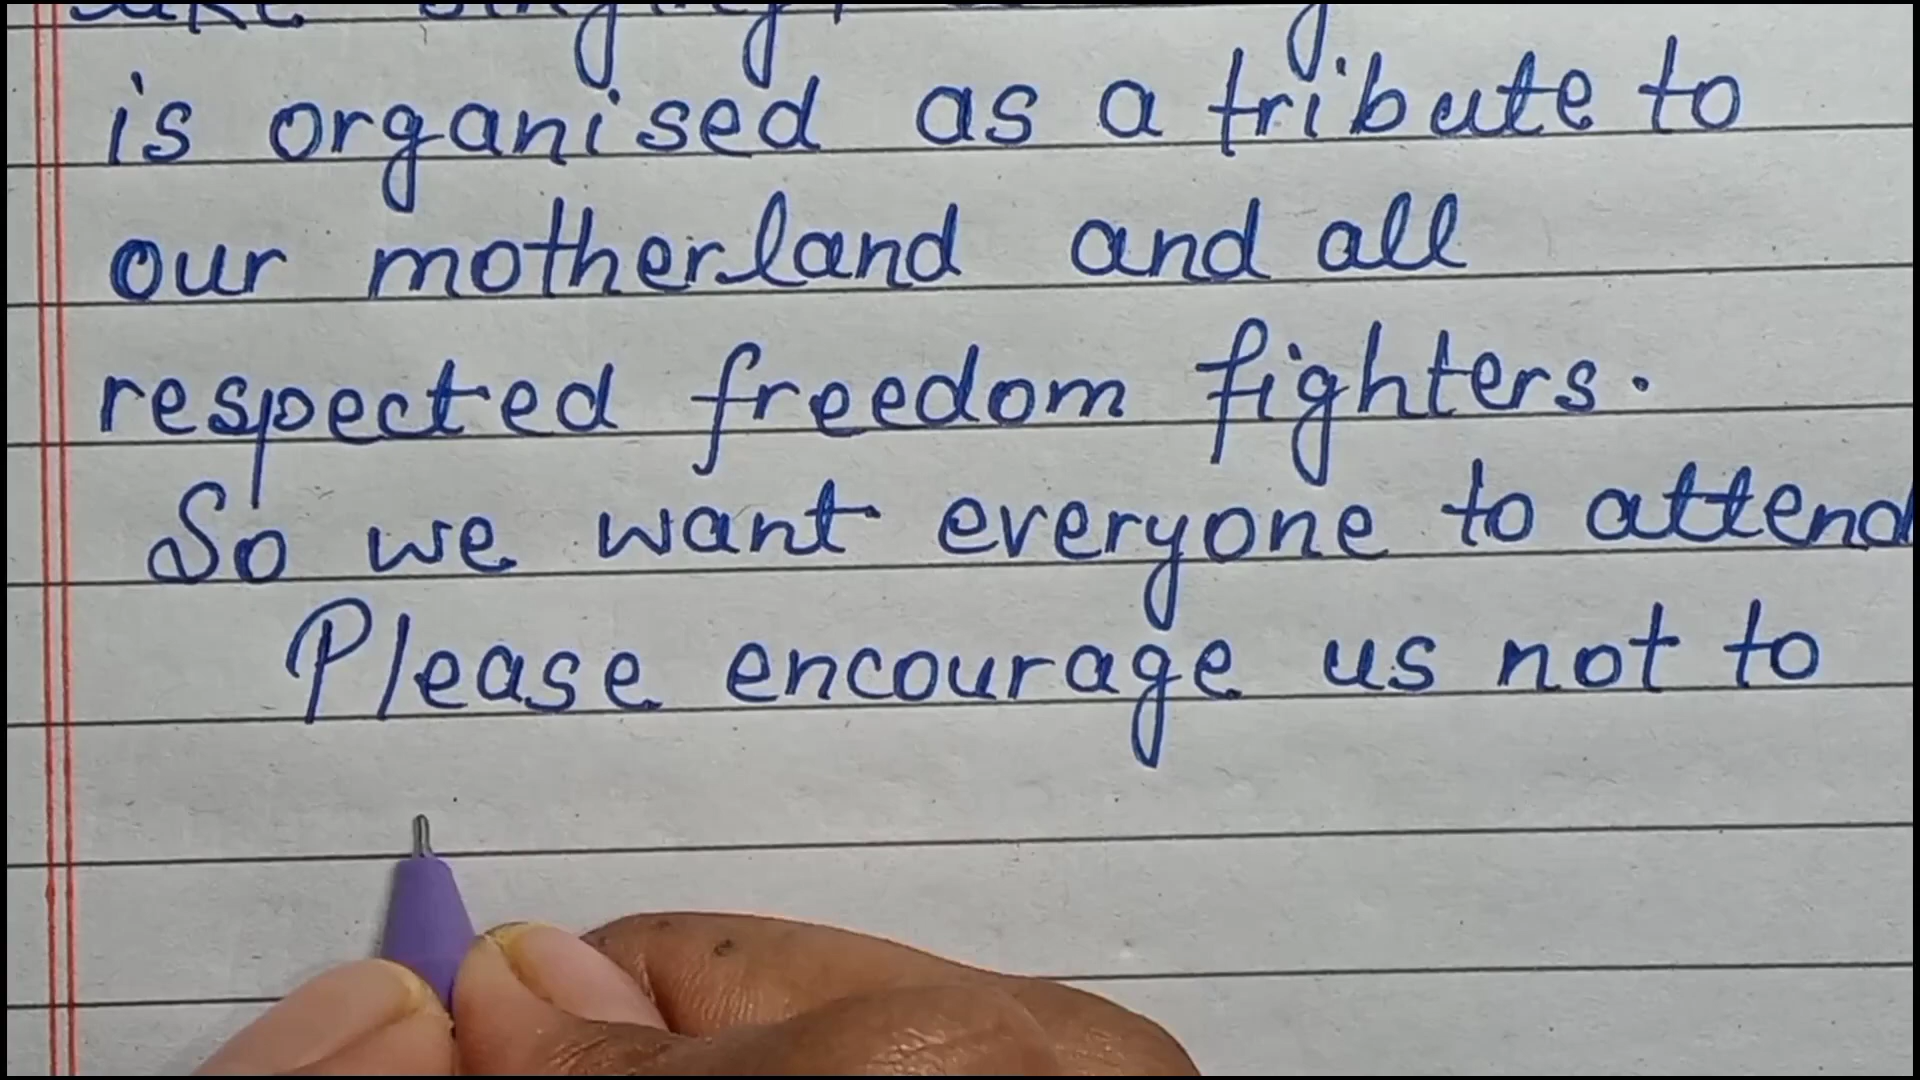 is organised as a tribute to
our motherland and all
respected freedom fighters.
So we want everyone to attend
Please encourage us not to